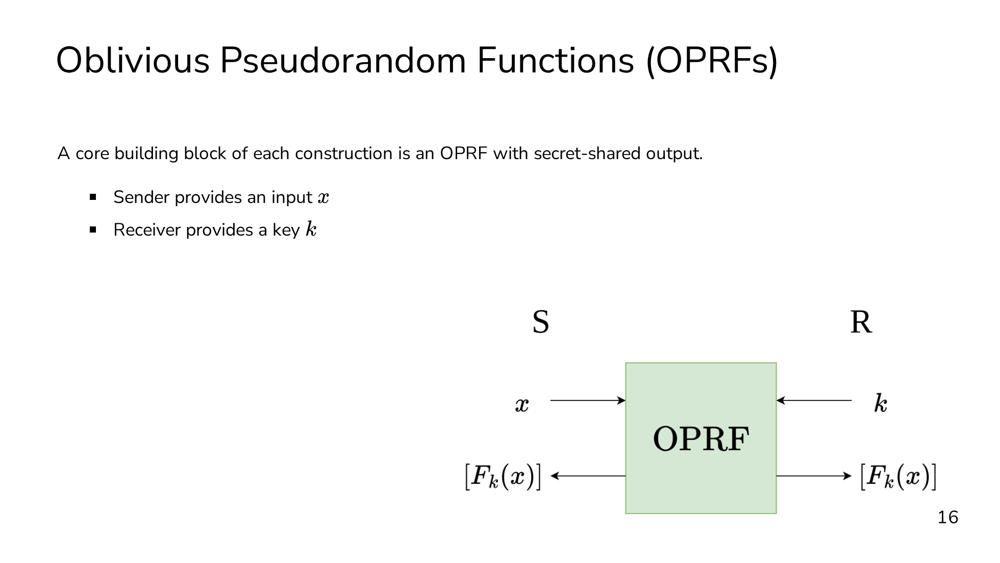 Oblivious Pseudorandom Functions (OPRFs)
A core building block of each construction is an OPRF with secret-shared output.
▪ Sender provides an input x
▪ Receiver provides a key k
S R
x k
OPRF
[F_k(x)] [F_k(x)]
16